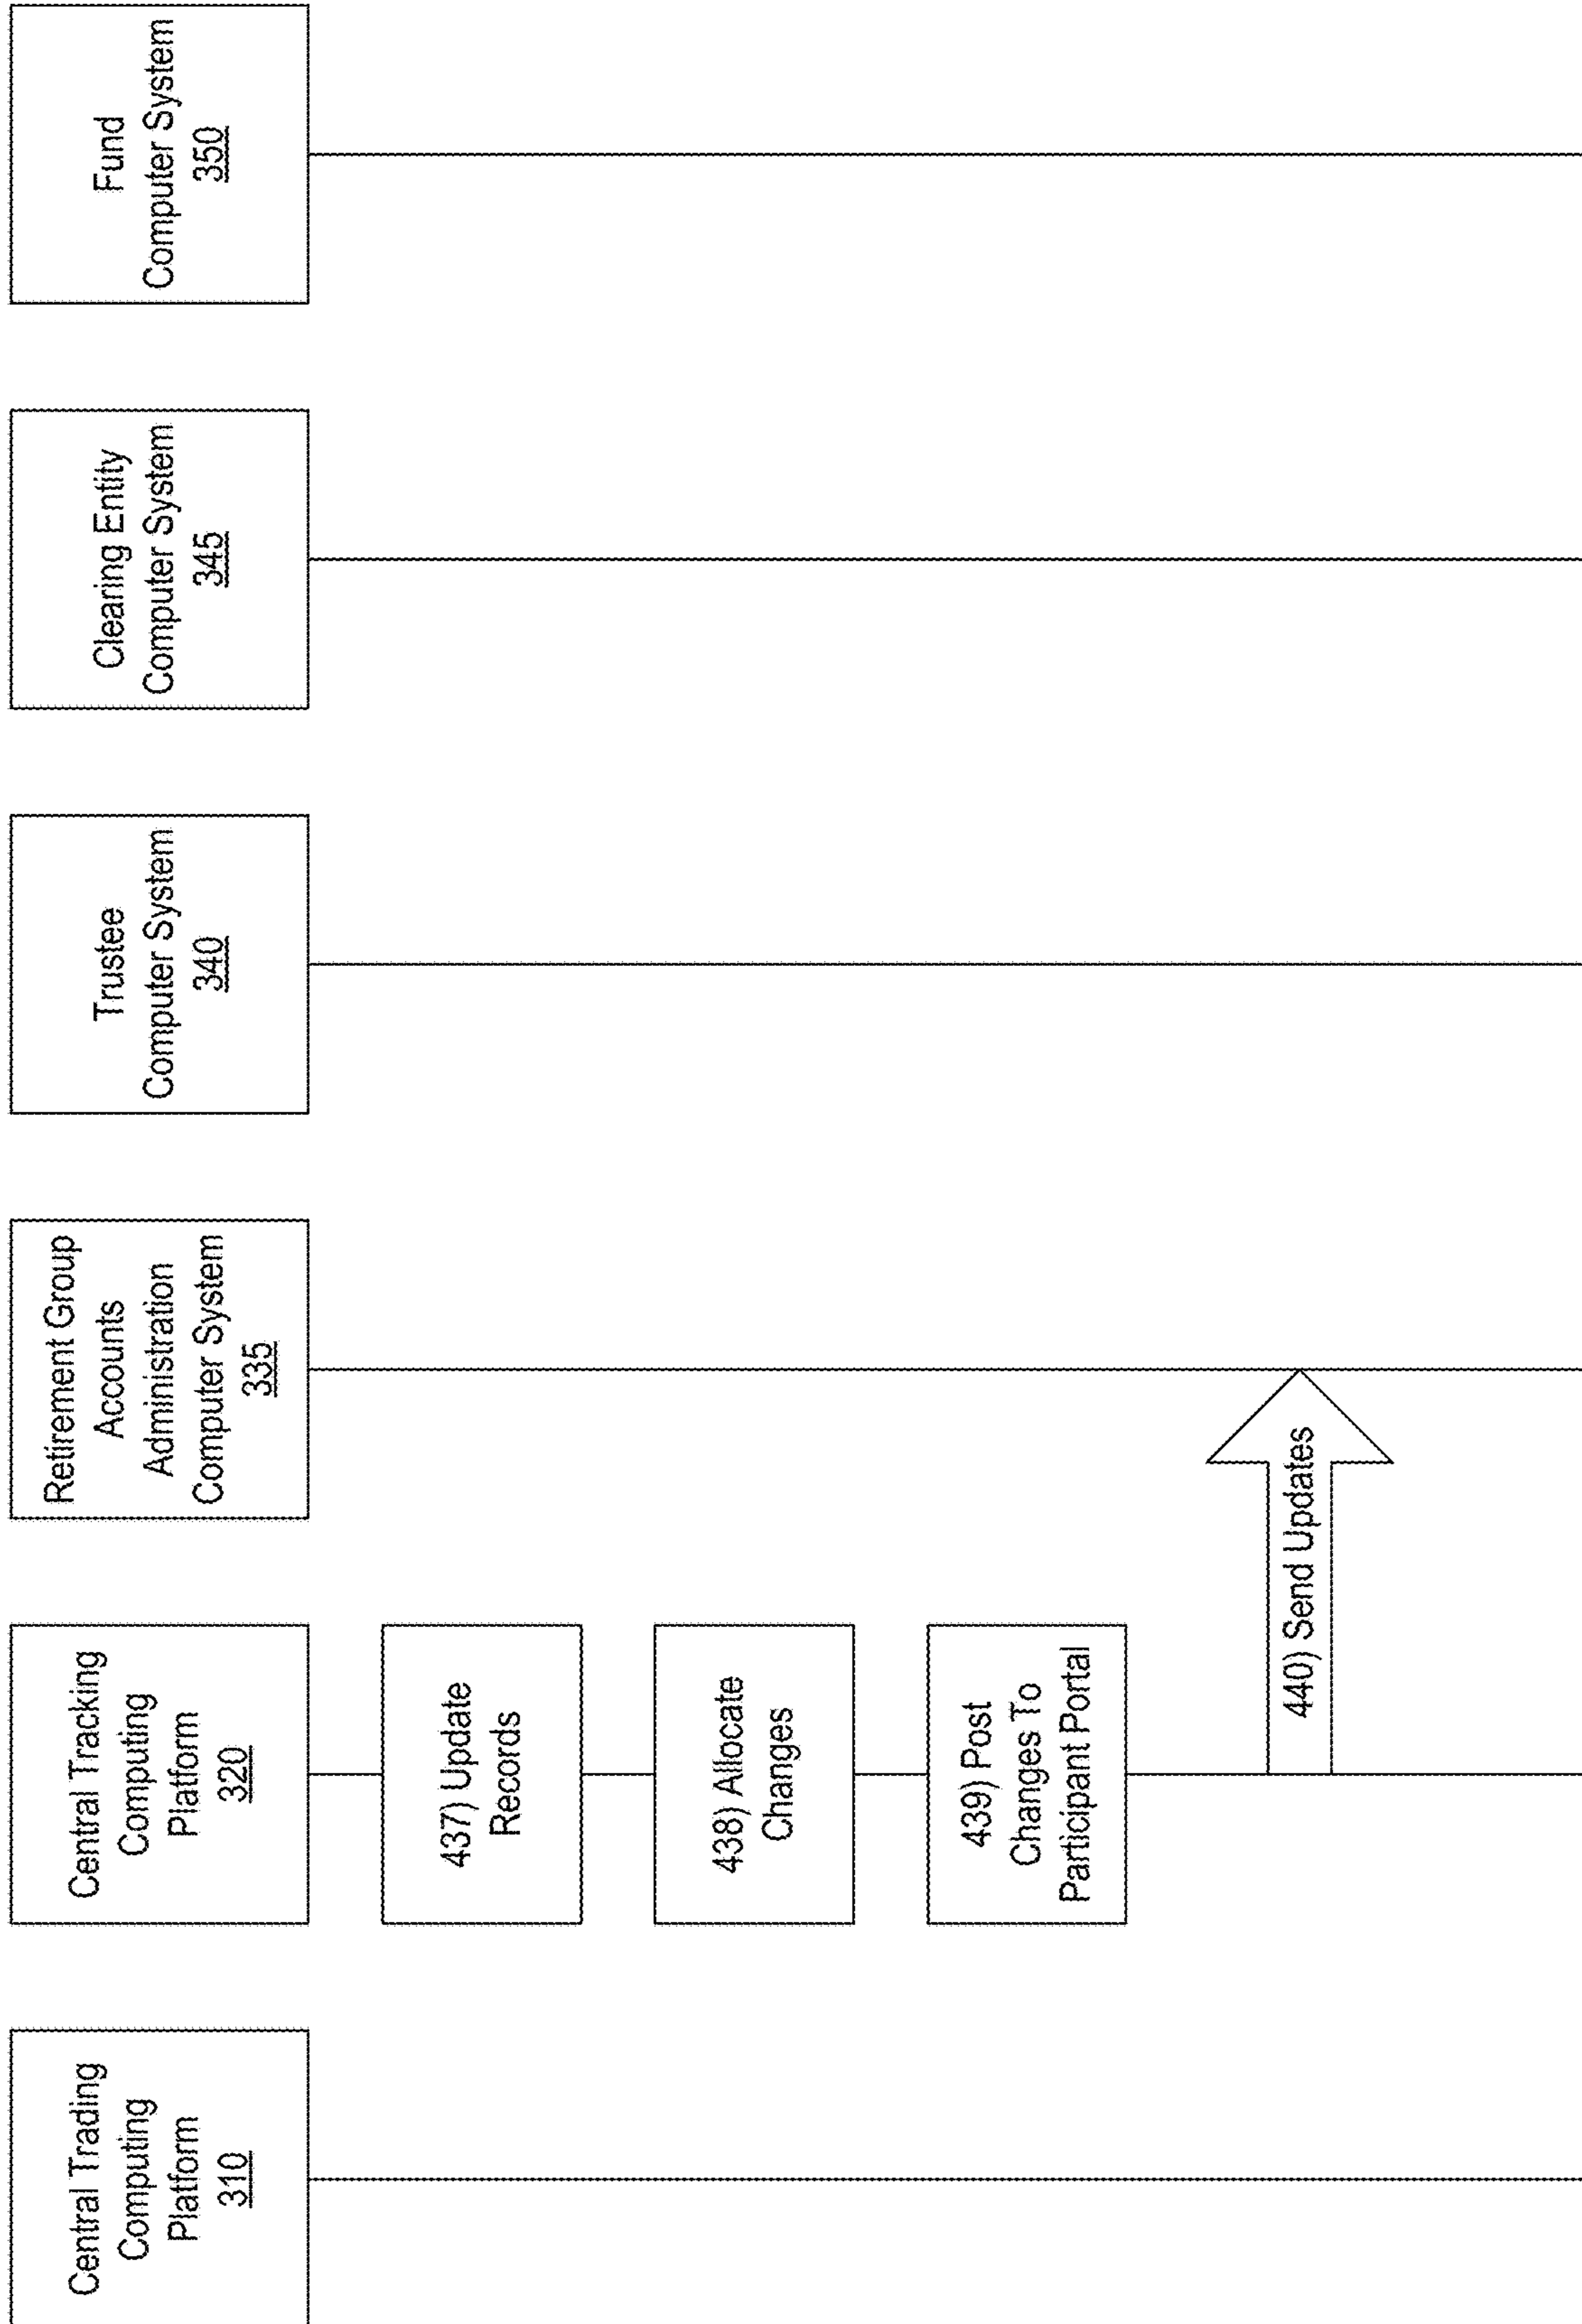 Central Trading
Computing
Platform
310
Central Tracking
Computing
Platform
320
Retirement Group
Accounts
Administration
Computer System
335
Trustee
Computer System
340
Clearing Entity
Computer System
345
Fund
Computer System
350
437) Update
Records
438) Allocate
Changes
439) Post
Changes To
Participant Portal
440) Send Updates